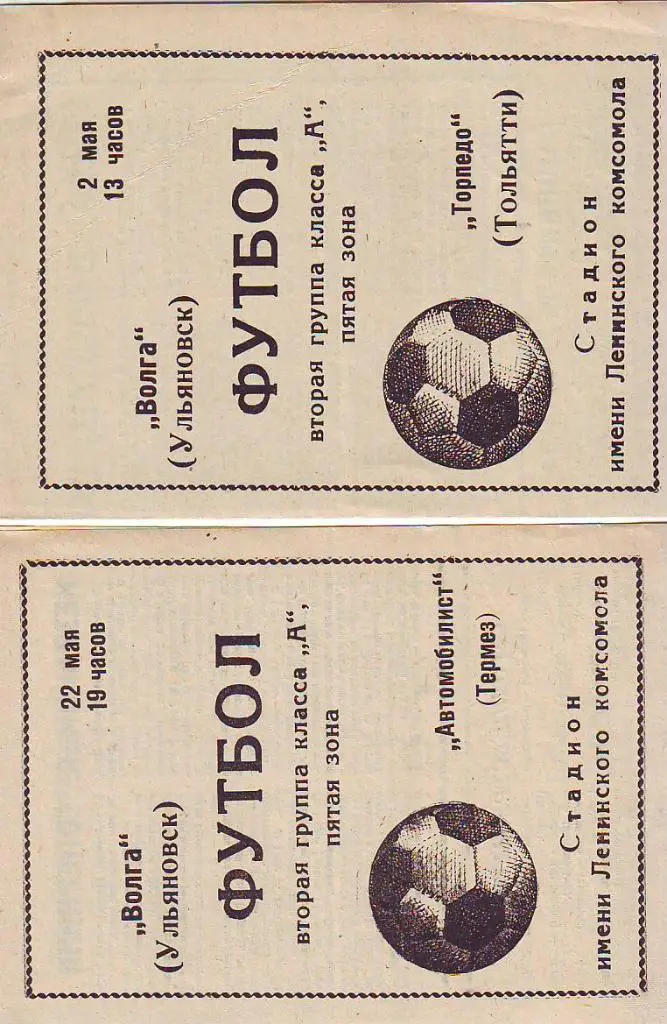 2 мая
13 часов
„Волга“
(Ульяновск)
ФУТБОЛ
вторая группа класса „А“,
пятая зона
„Торпедо“
(Тольятти)
Стадион
имени Ленинского комсомола
22 мая
19 часов
„Волга“
(Ульяновск)
ФУТБОЛ
вторая группа класса „А“,
пятая зона
„Автомобилист“
(Термез)
Стадион
имени Ленинского комсомола